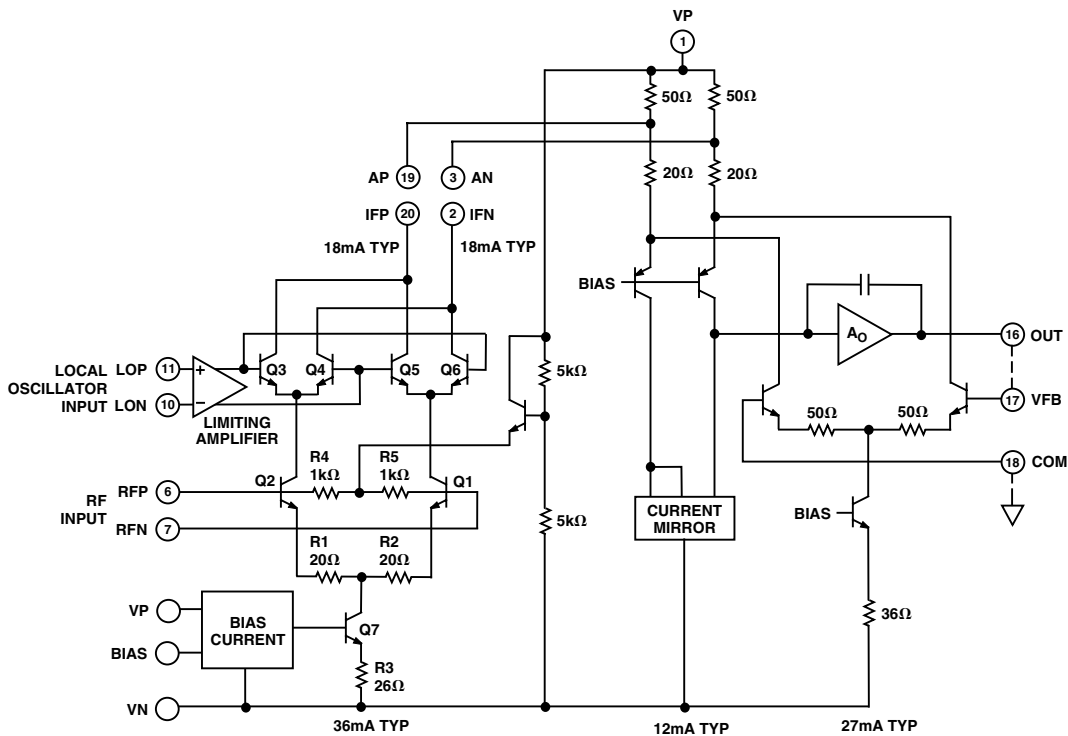 VP
1
50Ω
50Ω
20Ω
20Ω
AP 19
3 AN
IFP 20
2 IFN
18mA TYP
18mA TYP
BIAS
LOCAL
OSCILLATOR
INPUT
LOP 11
LON 10
+
–
LIMITING
AMPLIFIER
Q3
Q4
Q5
Q6
5kΩ
AO
16 OUT
17 VFB
18 COM
50Ω
50Ω
R4
1kΩ
R5
1kΩ
Q2
Q1
RFP 6
RF
INPUT
RFN 7
5kΩ
CURRENT
MIRROR
BIAS
R1
20Ω
R2
20Ω
VP
BIAS
BIAS
CURRENT
Q7
R3
26Ω
36Ω
VN
36mA TYP
12mA TYP
27mA TYP